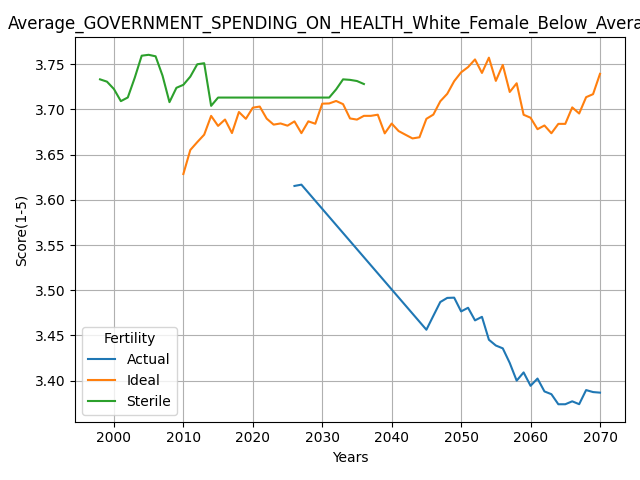 Average_GOVERNMENT_SPENDING_ON_HEALTH_White_Female_Below_Avera
3.75
3.70
3.65
3.60
3.55
3.50
3.45
3.40
Score(1-5)
Fertility
Actual
Ideal
Sterile
2000 2010 2020 2030 2040 2050 2060 2070
Years